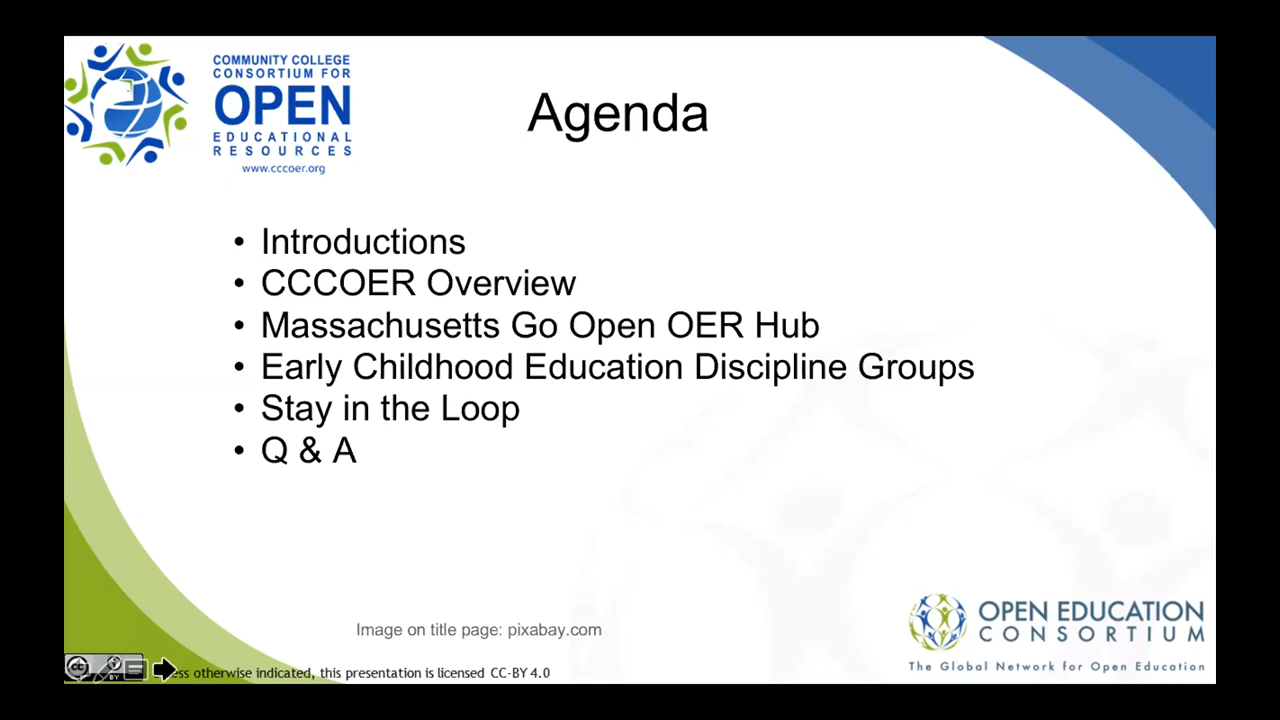 COMMUNITY COLLEGE
CONSORTIUM FOR
OPEN
EDUCATIONAL
RESOURCES
www.cccoer.org
Agenda
• Introductions
• CCCOER Overview
• Massachusetts Go Open OER Hub
• Early Childhood Education Discipline Groups
• Stay in the Loop
• Q & A
Image on title page: pixabay.com
OPEN EDUCATION
CONSORTIUM
The Global Network for Open Education
cc
BY
otherwise indicated, this presentation is licensed CC-BY 4.0